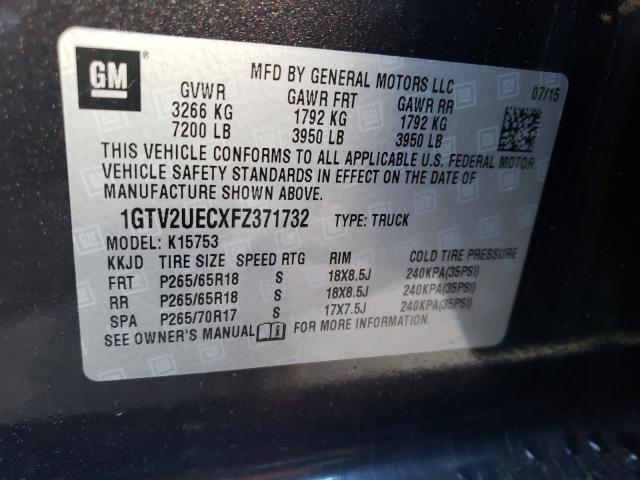 GM
MFD BY GENERAL MOTORS LLC 07/15
GVWR GAWR FRT GAWR RR
3266 KG 1792 KG 1792 KG
7200 LB 3950 LB 3950 LB
THIS VEHICLE CONFORMS TO ALL APPLICABLE U.S. FEDERAL MOTOR
VEHICLE SAFETY STANDARDS IN EFFECT ON THE DATE OF
MANUFACTURE SHOWN ABOVE.
1GTV2UECXFZ371732 TYPE: TRUCK
MODEL: K15753
KKJD TIRE SIZE SPEED RTG RIM COLD TIRE PRESSURE
FRT P265/65R18 S 18X8.5J 240KPA(35PSI)
RR P265/65R18 S 18X8.5J 240KPA(35PSI)
SPA P265/70R17 S 17X7.5J 240KPA(35PSI)
SEE OWNER'S MANUAL FOR MORE INFORMATION.